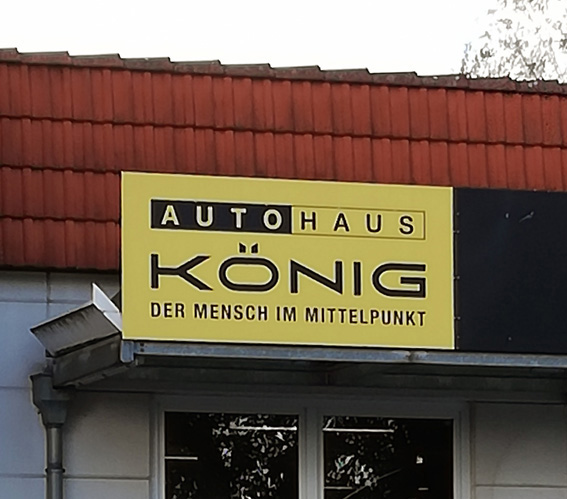 AUTOHAUS
KÖNIG
DER MENSCH IM MITTELPUNKT